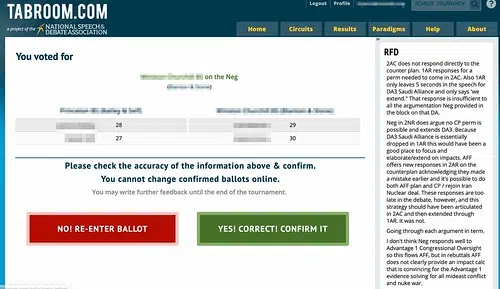 TABROOM.COM
a project of the NATIONAL SPEECH & DEBATE ASSOCIATION
Logout Profile
Home Circuits Results Paradigms Help About
You voted for
on the Neg
28 29
27 30
Please check the accuracy of the information above & confirm.
You cannot change confirmed ballots online.
You may write further feedback until the end of the tournament.
NO! RE-ENTER BALLOT YES! CORRECT! CONFIRM IT
RFD
2AC does not respond directly to the
counter plan. 1AR responses for a
perm needed to come in 2AC. Also 1AR
only leaves 5 seconds in the speech for
DA3 Saudi Alliance and only says 'we
extend." That response is insufficient to
all the argumentation Neg provided in
the block on that DA.
Neg in 2NR does argue no CP perm is
possible and extends DA3. Because
DA3 Saudi Alliance is essentially
dropped in 1AR this would have been a
good place to focus and
elaborate/extend on impacts. AFF
offers new responses in 2AR on the
counterplan acknowledging they made a
mistake earlier and it's possible to do
both AFF plan and CP / rejoin Iran
Nuclear deal. These responses are too
late in the debate, however, and this
strategy should have been articulated
in 2AC and then extended through
1AR. It was not.
Going through each argument in term.
I don't think Neg responds well to
Advantage 1 Congressional Oversight
so this flows AFF, but in rebuttals AFF
does not clearly provide an impact calc
that is convincing for the Advantage 1
evidence solving for all mideast conflict
and nuke war.